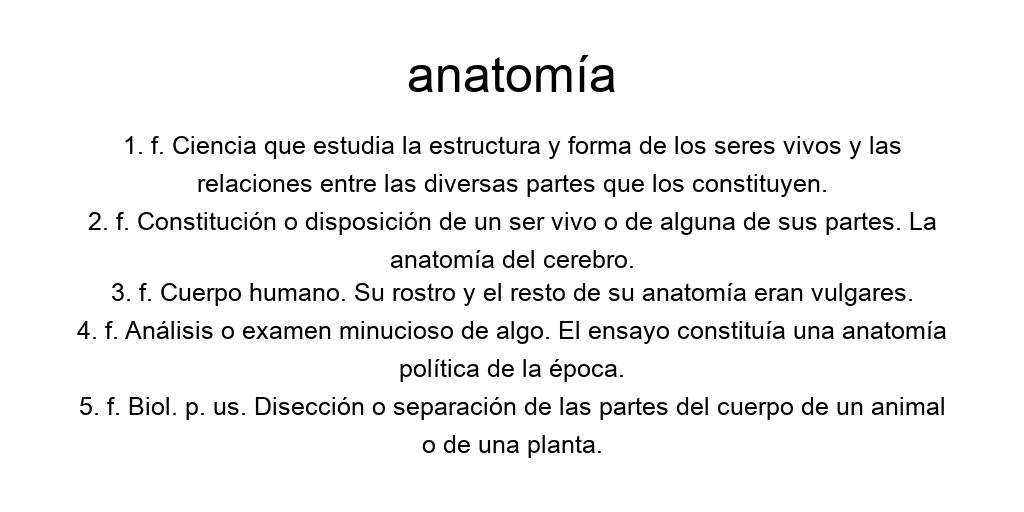 anatomía
1. f. Ciencia que estudia la estructura y forma de los seres vivos y las
relaciones entre las diversas partes que los constituyen.
2. f. Constitución o disposición de un ser vivo o de alguna de sus partes. La
anatomía del cerebro.
3. f. Cuerpo humano. Su rostro y el resto de su anatomía eran vulgares.
4. f. Análisis o examen minucioso de algo. El ensayo constituía una anatomía
política de la época.
5. f. Biol. p. us. Disección o separación de las partes del cuerpo de un animal
o de una planta.